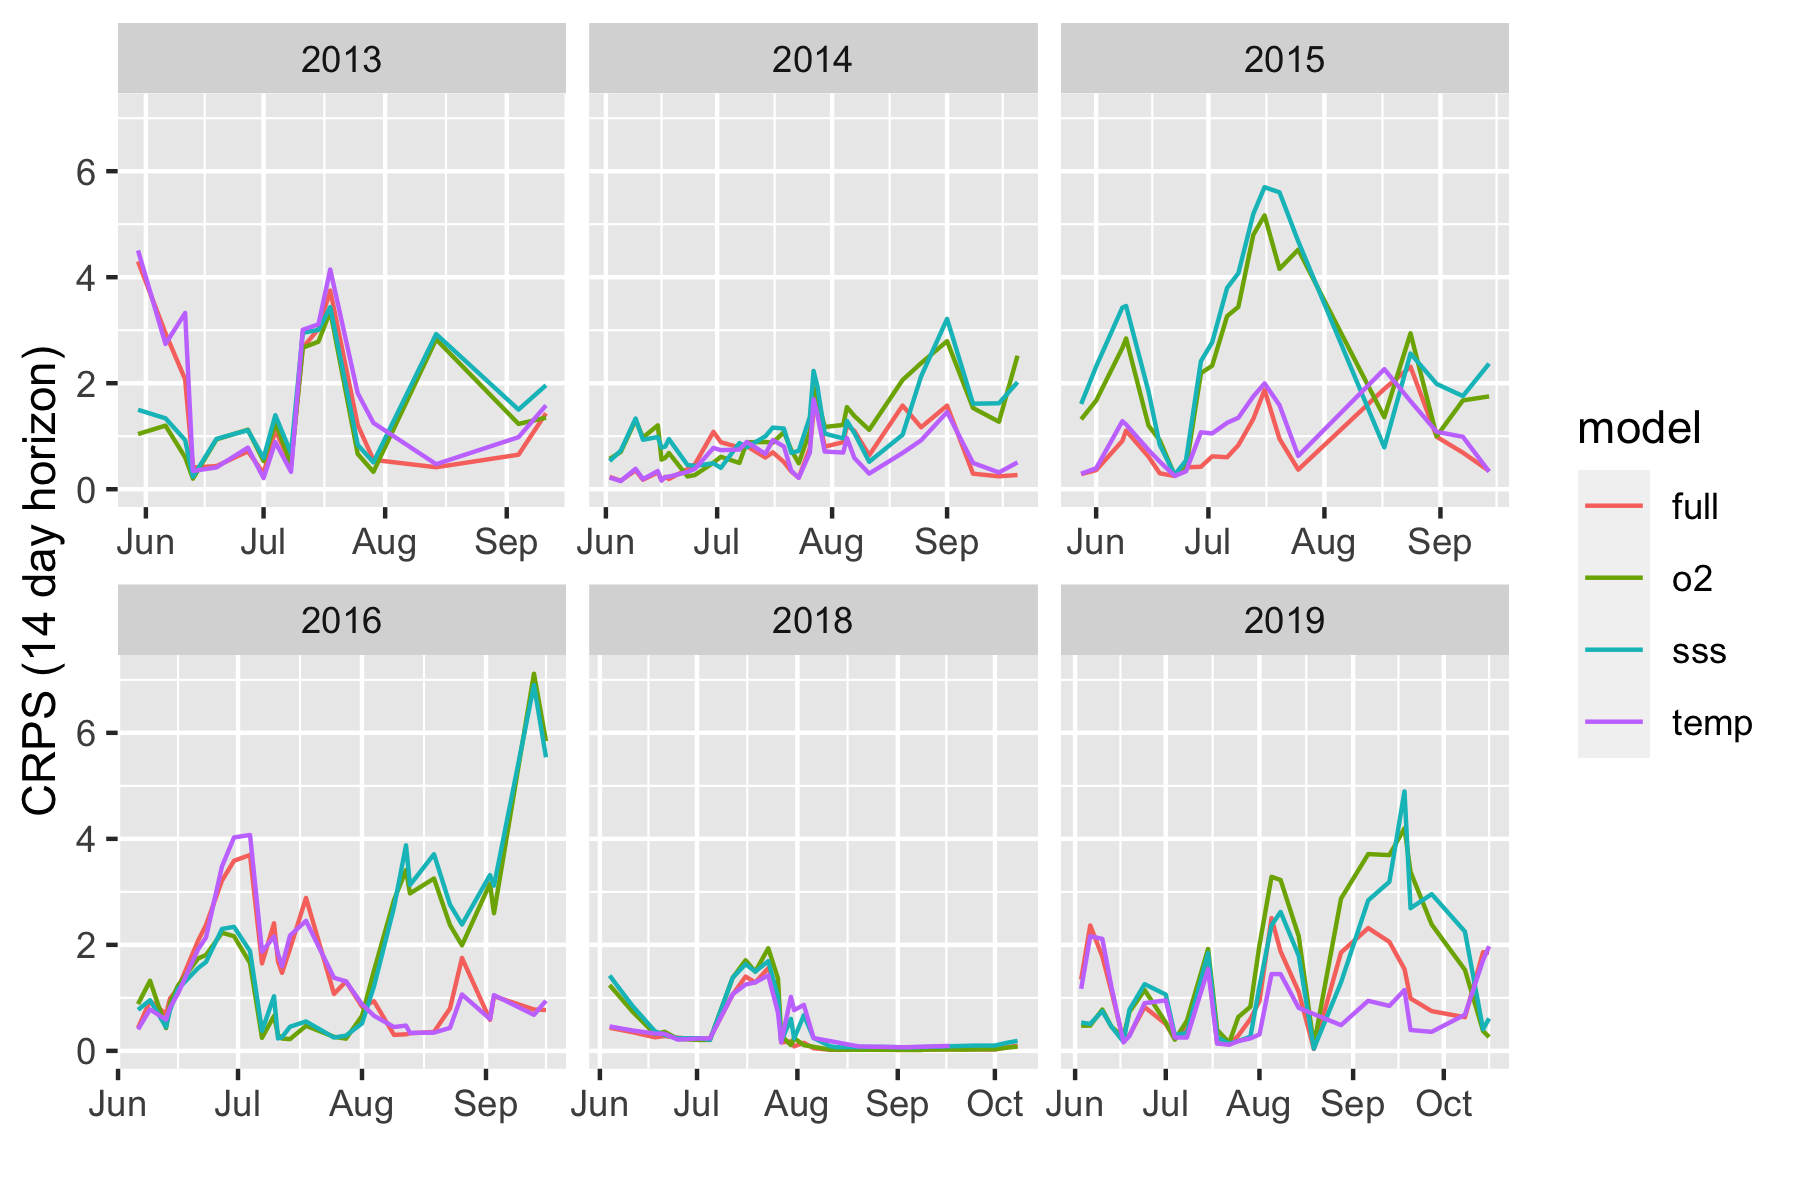 2013
2014
2015
6
4
2
0
Jun Jul Aug Sep
Jun Jul Aug Sep
Jun Jul Aug Sep
CRPS (14 day horizon)
2016
2018
2019
6
4
2
0
Jun Jul Aug Sep
Jun Jul Aug Sep Oct
Jun Jul Aug Sep Oct
model
full
o2
sss
temp